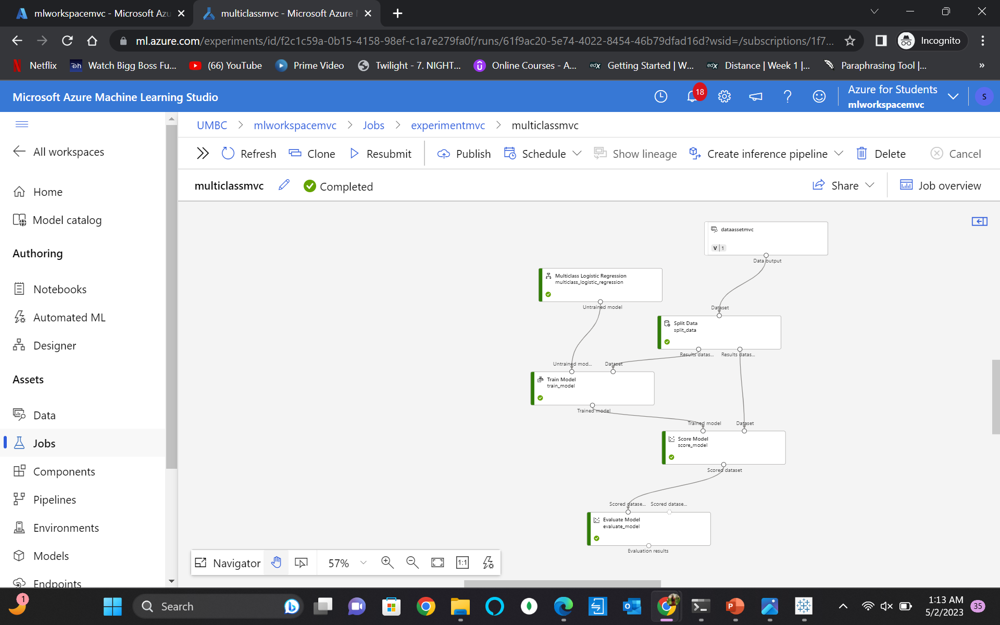 mlworkspacemvc - Microsoft Azu
multiclassmvc - Microsoft Azure
ml.azure.com/experiments/id/f2c1c59a-0b15-4158-98ef-c1a7e279fa0f/runs/61f9ac20-5e74-4022-8454-46b79dfad16d?wsid=/subscriptions/1f7...
Incognito
Netflix
Watch Bigg Boss Fu...
(66) YouTube
Prime Video
Twilight - 7. NIGHT...
Online Courses - A...
edX Getting Started | W...
edX Distance | Week 1 |...
Paraphrasing Tool |...
»
Microsoft Azure Machine Learning Studio
18
Azure for Students
mlworkspacemvc
S
UMBC > mlworkspacemvc > Jobs > experimentmvc > multiclassmvc
All workspaces
Refresh
Clone
Resubmit
Publish
Schedule
Show lineage
Create inference pipeline
Delete
Cancel
multiclassmvc
Completed
Share
Job overview
Home
Model catalog
Authoring
Notebooks
Automated ML
Designer
Assets
Data
Jobs
Components
Pipelines
Environments
Models
Endpoints
dataassetmvc
V 1
Data output
Multiclass Logistic Regression
multiclass_logistic_regression
Untrained model
Dataset
Split Data
split_data
Results datas...
Results datas...
Untrained mod...
Dataset
Train Model
train_model
Trained model
Trained model
Dataset
Score Model
score_model
Scored dataset
Scored datase...
Scored datase...
Evaluate Model
evaluate_model
Evaluation results
Navigator
57%
1:1
1
Search
1:13 AM
5/2/2023
35